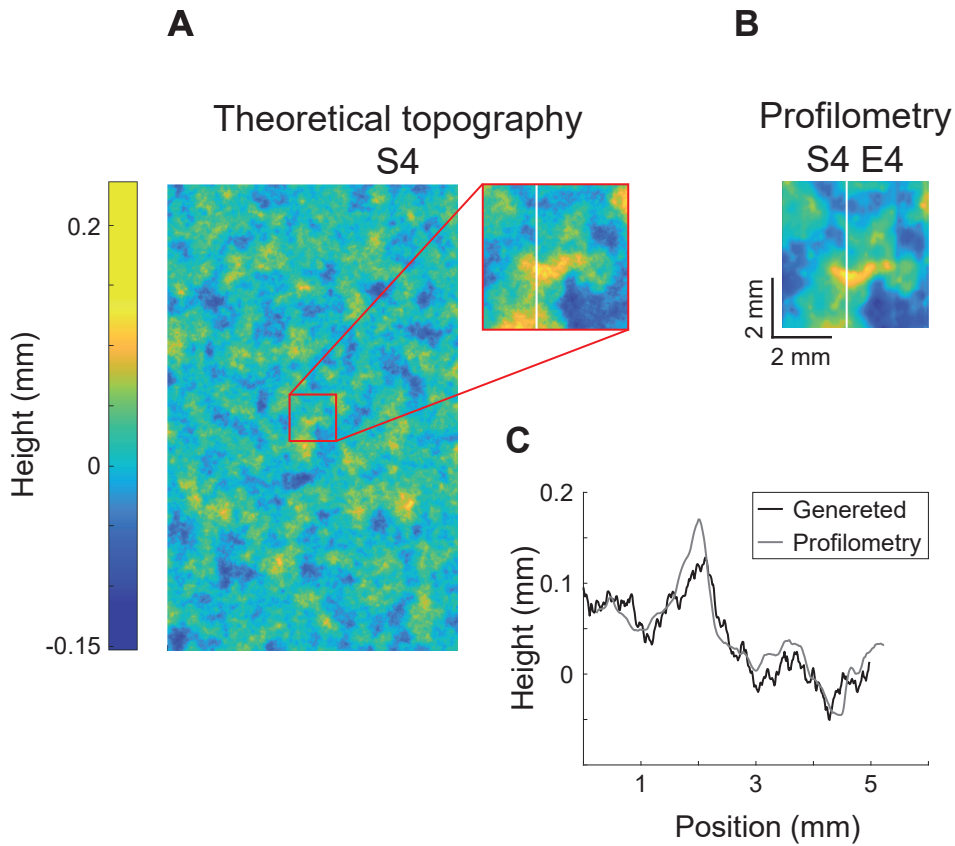 A
B
Theoretical topography
S4
Profilometry
S4 E4
0.2
0
-0.15
Height (mm)
2 mm
2 mm
C
0.2
0.1
0
Height (mm)
Genereted
Profilometry
1
3
5
Position (mm)